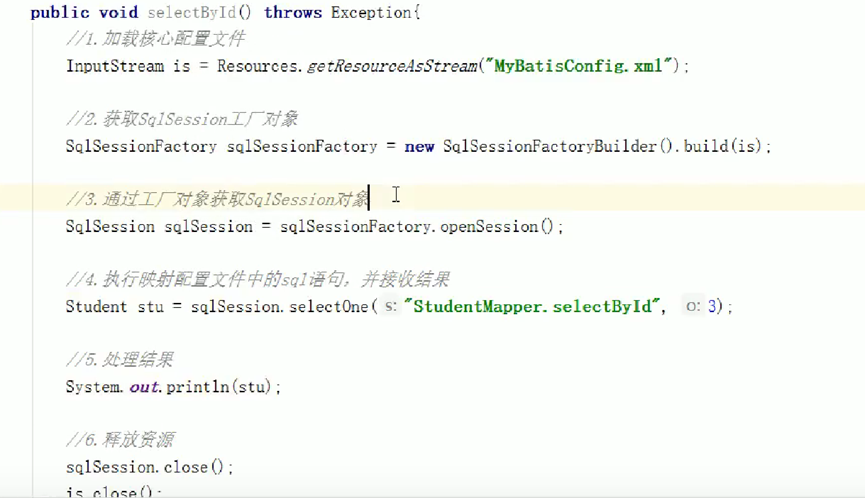 public void selectById() throws Exception{
//1.加载核心配置文件
InputStream is = Resources.getResourceAsStream("MyBatisConfig.xml");
//2.获取SqlSession工厂对象
SqlSessionFactory sqlSessionFactory = new SqlSessionFactoryBuilder().build(is);
//3.通过工厂对象获取SqlSession对象
SqlSession sqlSession = sqlSessionFactory.openSession();
//4.执行映射配置文件中的sql语句，并接收结果
Student stu = sqlSession.selectOne( s: "StudentMapper.selectById", o: 3);
//5.处理结果
System.out.println(stu);
//6.释放资源
sqlSession.close();
is.close();